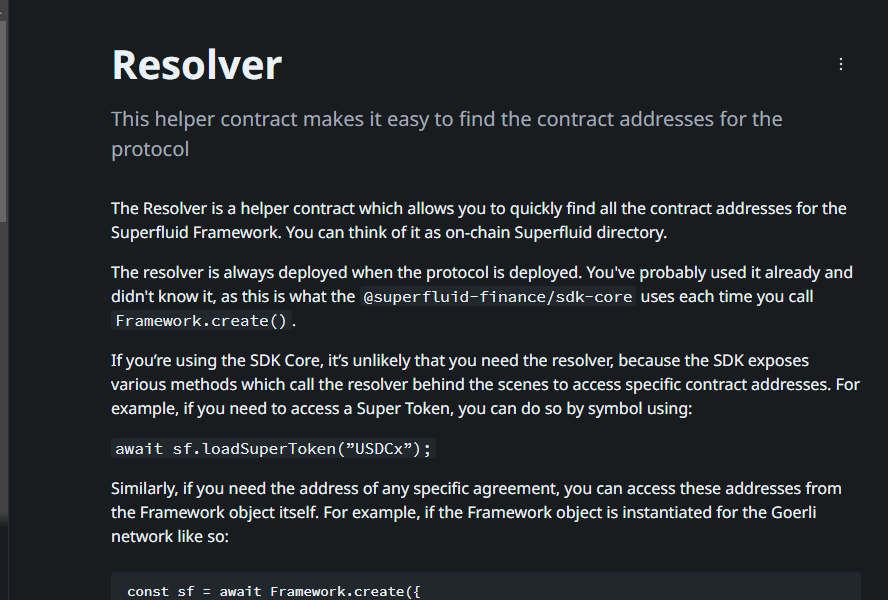 Resolver
This helper contract makes it easy to find the contract addresses for the
protocol
The Resolver is a helper contract which allows you to quickly find all the contract addresses for the
Superfluid Framework. You can think of it as on-chain Superfluid directory.
The resolver is always deployed when the protocol is deployed. You've probably used it already and
didn't know it, as this is what the @superfluid-finance/sdk-core uses each time you call
Framework.create().
If you’re using the SDK Core, it’s unlikely that you need the resolver, because the SDK exposes
various methods which call the resolver behind the scenes to access specific contract addresses. For
example, if you need to access a Super Token, you can do so by symbol using:
await sf.loadSuperToken(”USDCx”);
Similarly, if you need the address of any specific agreement, you can access these addresses from
the Framework object itself. For example, if the Framework object is instantiated for the Goerli
network like so:
const sf = await Framework.create({